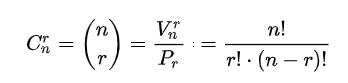 C_n^r = \binom{n}{r} = \frac{V_n^r}{P_r} = \frac{n!}{r! \cdot (n - r)!}